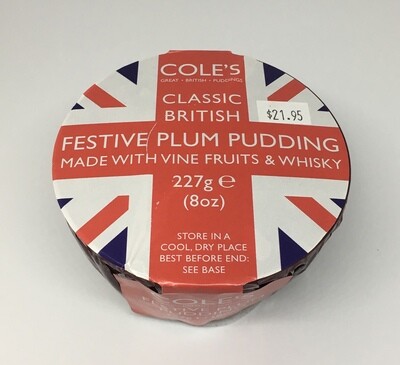 COLE'S
GREAT • BRITISH • PUDDINGS
CLASSIC
BRITISH
$21.95
FESTIVE PLUM PUDDING
MADE WITH VINE FRUITS & WHISKY
227g e
(8oz)
STORE IN A
COOL, DRY PLACE
BEST BEFORE END:
SEE BASE
COLE'S